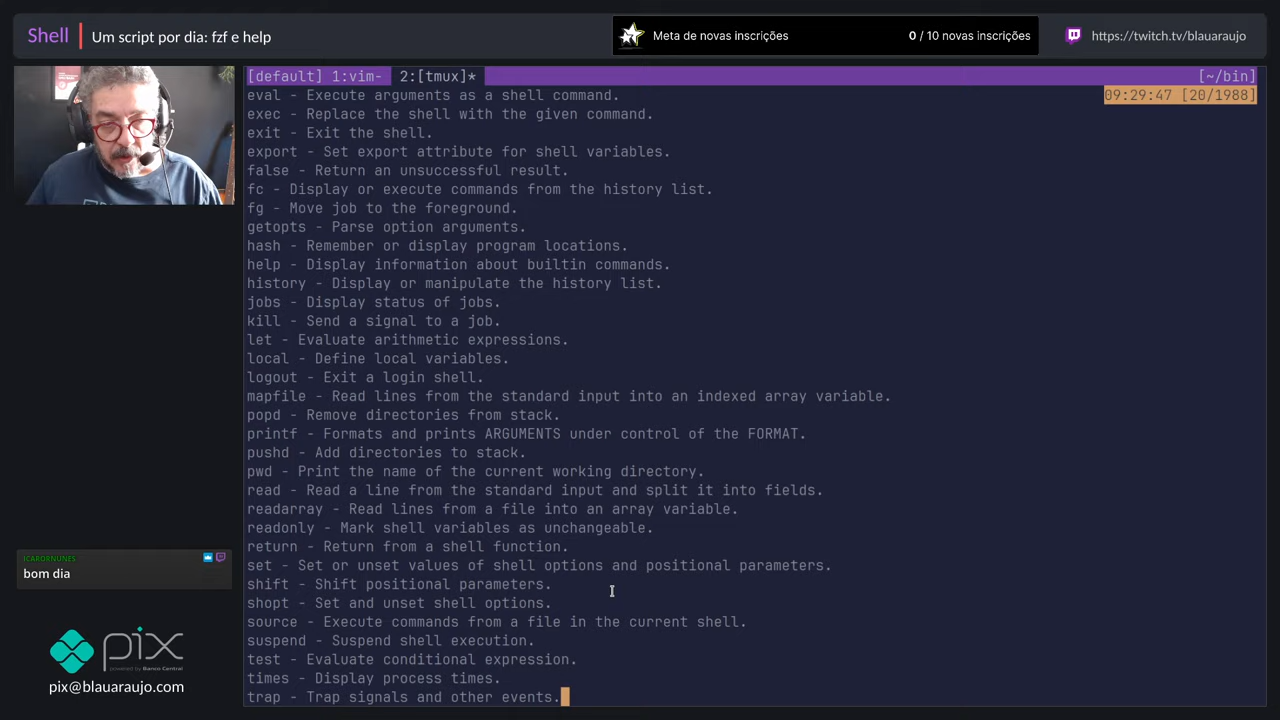 Shell
Um script por dia: fzf e help
Meta de novas inscrições
0 / 10 novas inscrições
https://twitch.tv/blauaraujo
[default] 1:vim- 2:[tmux]*
[~/bin]
09:29:47 [20/1988]
eval - Execute arguments as a shell command.
exec - Replace the shell with the given command.
exit - Exit the shell.
export - Set export attribute for shell variables.
false - Return an unsuccessful result.
fc - Display or execute commands from the history list.
fg - Move job to the foreground.
getopts - Parse option arguments.
hash - Remember or display program locations.
help - Display information about builtin commands.
history - Display or manipulate the history list.
jobs - Display status of jobs.
kill - Send a signal to a job.
let - Evaluate arithmetic expressions.
local - Define local variables.
logout - Exit a login shell.
mapfile - Read lines from the standard input into an indexed array variable.
popd - Remove directories from stack.
printf - Formats and prints ARGUMENTS under control of the FORMAT.
pushd - Add directories to stack.
pwd - Print the name of the current working directory.
read - Read a line from the standard input and split it into fields.
readarray - Read lines from a file into an array variable.
readonly - Mark shell variables as unchangeable.
return - Return from a shell function.
set - Set or unset values of shell options and positional parameters.
shift - Shift positional parameters.
shopt - Set and unset shell options.
source - Execute commands from a file in the current shell.
suspend - Suspend shell execution.
test - Evaluate conditional expression.
times - Display process times.
trap - Trap signals and other events.
ICARORNUNES
bom dia
pix
powered by Banco Central
pix@blauaraujo.com